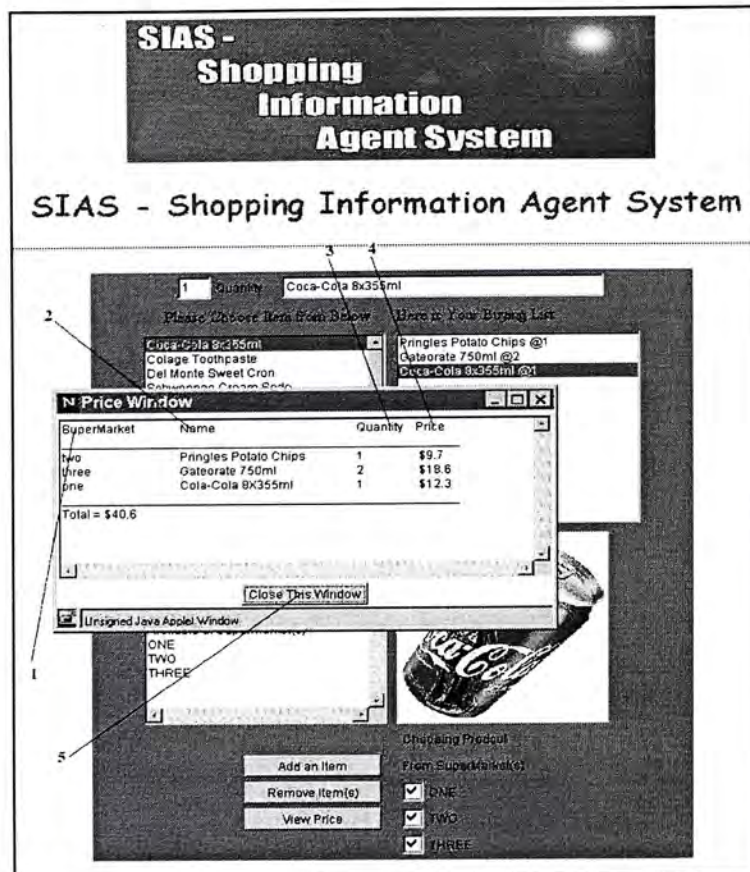 SIAS -
Shopping
Information
Agent System
SIAS - Shopping Information Agent System
3 4
1 Quantity Coca-Cola 8x355ml
2 Please Choose Item from Below Here is Your Buying List
Coca-Cola 8x355ml
Colage Toothpaste
Del Monte Sweet Cron
Pringles Potato Chips @1
Gateorate 750ml @2
Coca-Cola 8x355ml @1
N Price Window
SuperMarket Name Quantity Price
two Pringles Potato Chips 1 $9.7
three Gateorate 750ml 2 $18.6
one Cola-Cola 8X355ml 1 $12.3
Total = $40.6
Close This Window
Unsigned Java Applet Window
ONE
TWO
THREE
1
Coca-Cola
5
Choosing Prodcut
From SuperMarket(s)
Add an Item
Remove Item(s)
View Price
ONE
TWO
THREE